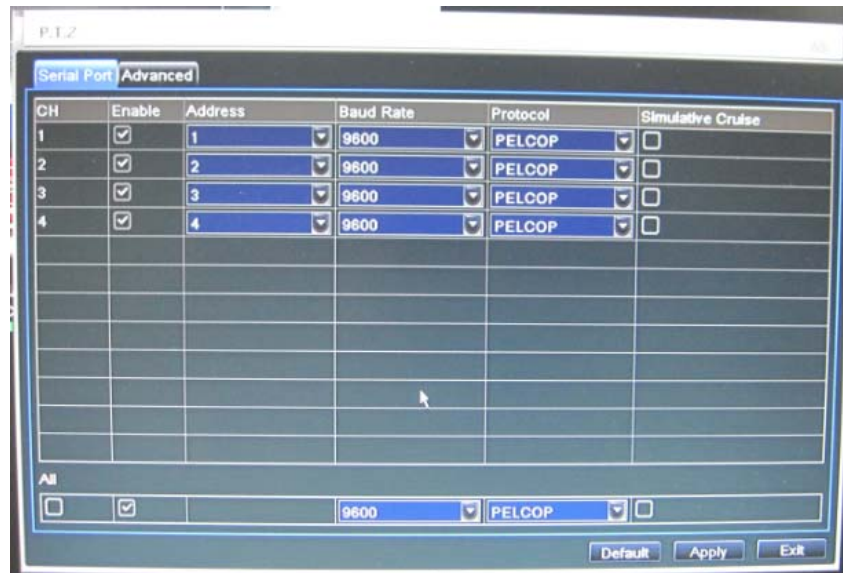 P.T.Z
Serial Port Advanced
CH Enable Address Baud Rate Protocol Simulative Cruise
1 1 9600 PELCOP
2 2 9600 PELCOP
3 3 9600 PELCOP
4 4 9600 PELCOP
All
9600 PELCOP
Default Apply Exit